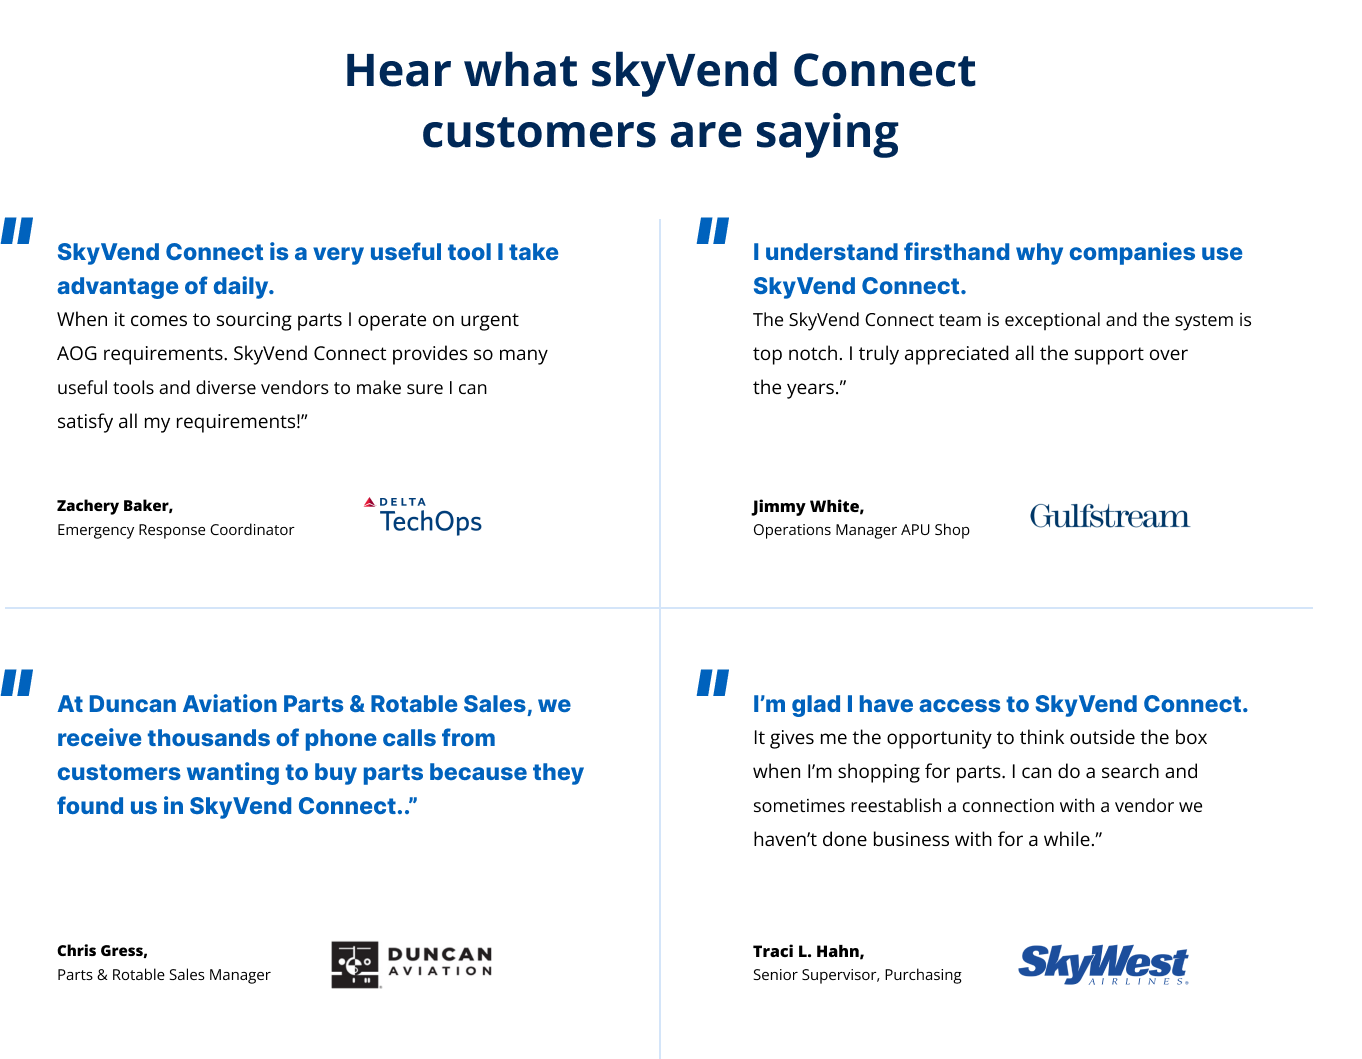 Hear what skyVend Connect
customers are saying
"
SkyVend Connect is a very useful tool I take
advantage of daily.
When it comes to sourcing parts I operate on urgent
AOG requirements. SkyVend Connect provides so many
useful tools and diverse vendors to make sure I can
satisfy all my requirements!”
Zachery Baker,
Emergency Response Coordinator
DELTA
TechOps
"
I understand firsthand why companies use
SkyVend Connect.
The SkyVend Connect team is exceptional and the system is
top notch. I truly appreciated all the support over
the years.”
Jimmy White,
Operations Manager APU Shop
Gulfstream
"
At Duncan Aviation Parts & Rotable Sales, we
receive thousands of phone calls from
customers wanting to buy parts because they
found us in SkyVend Connect..”
Chris Gress,
Parts & Rotable Sales Manager
DUNCAN
AVIATION
"
I’m glad I have access to SkyVend Connect.
It gives me the opportunity to think outside the box
when I’m shopping for parts. I can do a search and
sometimes reestablish a connection with a vendor we
haven’t done business with for a while.”
Traci L. Hahn,
Senior Supervisor, Purchasing
SkyWest
AIRLINES®